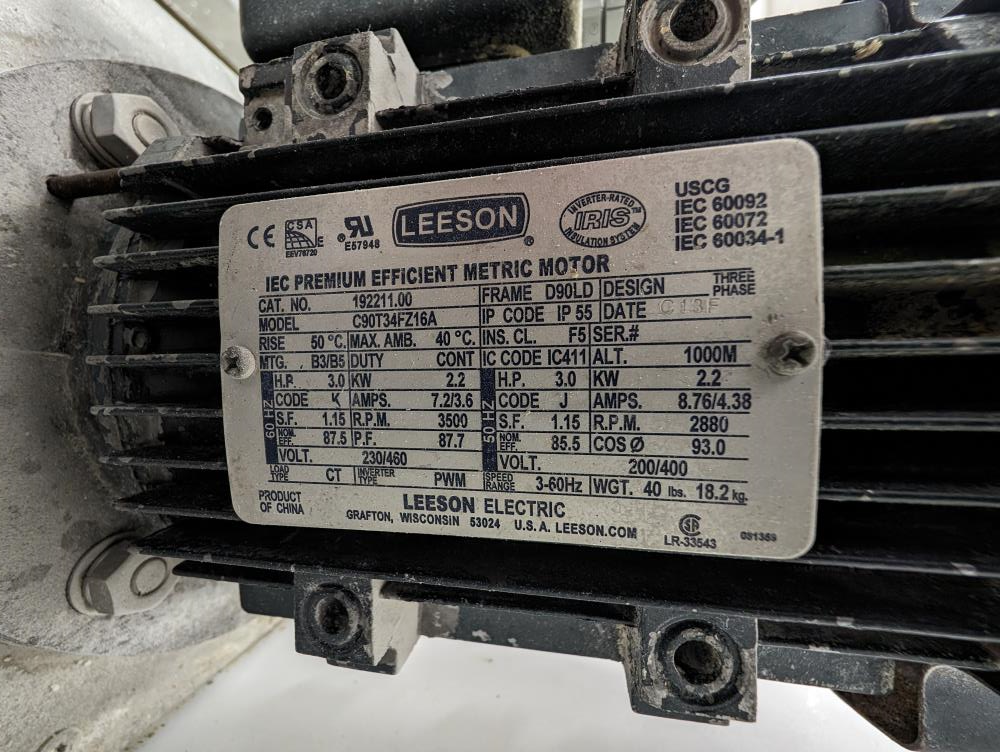 CE CSA E EEV76720 RU ® E57948 LEESON ® INVERTER-RATED IRIS™ INSULATION SYSTEM
USCG
IEC 60092
IEC 60072
IEC 60034-1
IEC PREMIUM EFFICIENT METRIC MOTOR
CAT. NO. 192211.00 FRAME D90LD DESIGN THREE PHASE
MODEL C90T34FZ16A IP CODE IP 55 DATE C13F
RISE 50 °C. MAX. AMB. 40 °C. INS. CL. F5 SER.#
MTG. B3/B5 DUTY CONT IC CODE IC411 ALT. 1000M
60 HZ H.P. 3.0 KW 2.2 50 HZ H.P. 3.0 KW 2.2
CODE K AMPS. 7.2/3.6 CODE J AMPS. 8.76/4.38
S.F. 1.15 R.P.M. 3500 S.F. 1.15 R.P.M. 2880
NOM. EFF. 87.5 P.F. 87.7 NOM. EFF. 85.5 COS Ø 93.0
VOLT. 230/460 VOLT. 200/400
LOAD TYPE CT INVERTER TYPE PWM SPEED RANGE 3-60Hz WGT. 40 lbs. 18.2 kg.
PRODUCT OF CHINA
LEESON ELECTRIC
GRAFTON, WISCONSIN 53024 U.S.A. LEESON.COM
LR-33543
081359